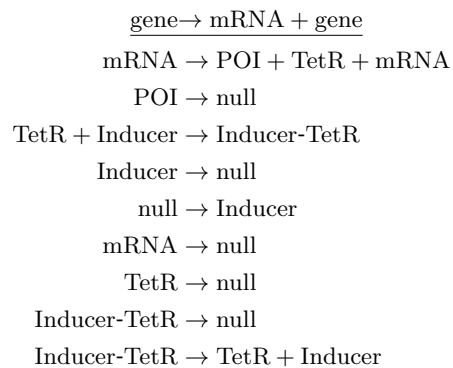 gene→ mRNA + gene
mRNA → POI + TetR + mRNA
POI → null
TetR + Inducer → Inducer-TetR
Inducer → null
null → Inducer
mRNA → null
TetR → null
Inducer-TetR → null
Inducer-TetR → TetR + Inducer